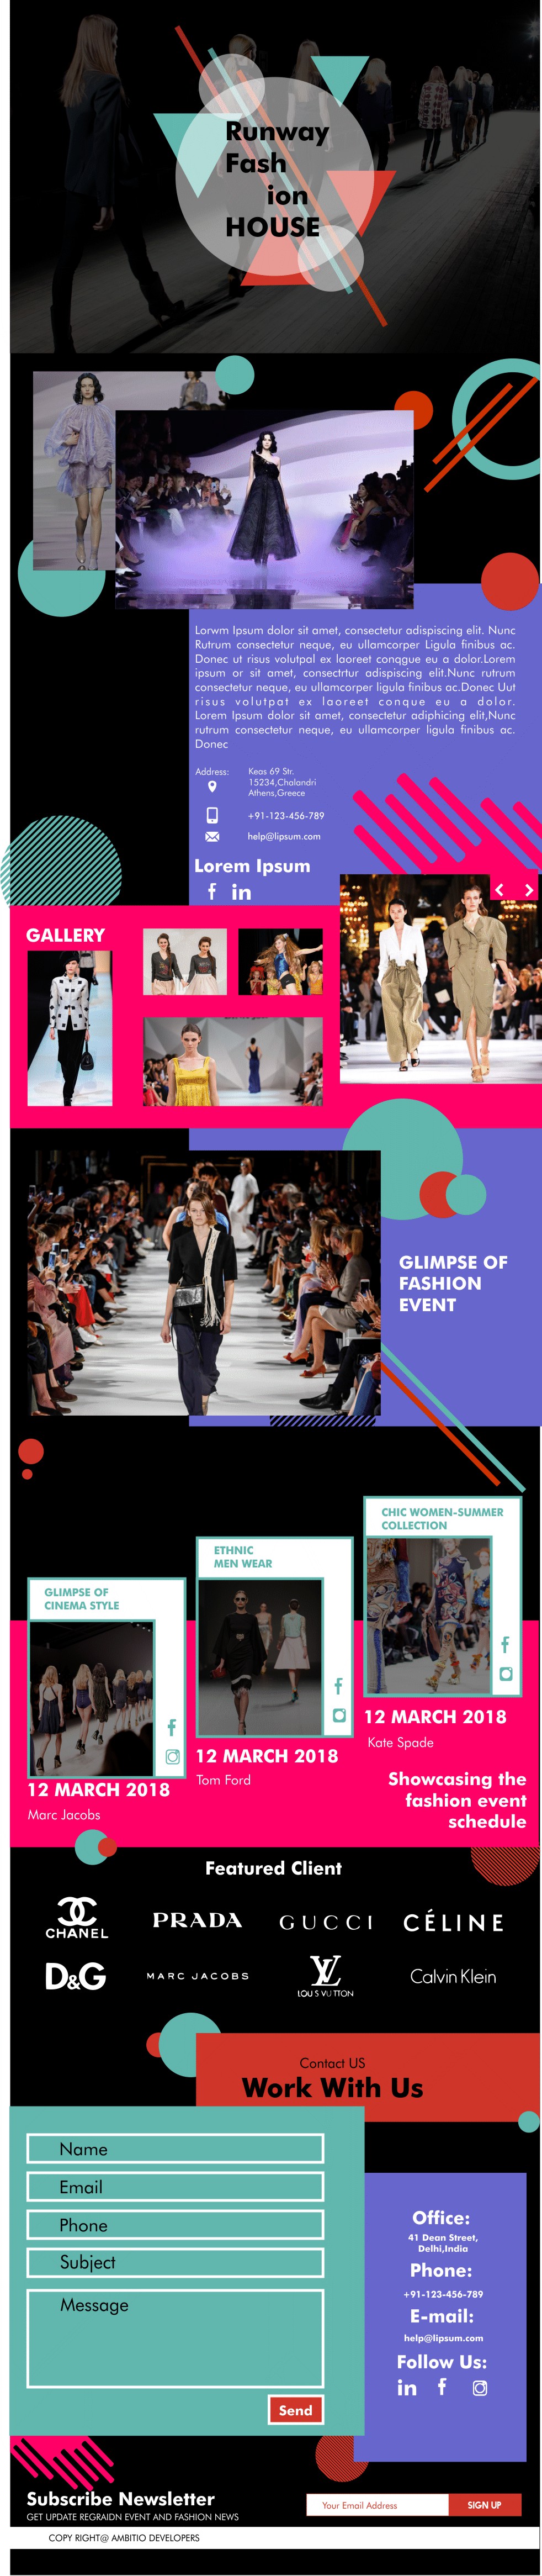 Runway
Fash
ion
HOUSE
Lorwm Ipsum dolor sit amet, consectetur adispiscing elit. Nunc
Rutrum consectetur neque, eu ullamcorper Ligula finibus ac.
Donec ut risus volutpal ex laoreet conqgue eu a dolor.Lorem
ipsum or sit amet, consectrtur adispiscing elit.Nunc rutrum
consectetur neque, eu ullamcorper ligula finibus ac.Donec Uut
risus volutpat ex laoreet conque eu a dolor.
Lorem Ipsum dolor sit amet, consectetur adiphicing elit,Nunc
rutrum consectetur neque, eu ullamcorper ligula finibus ac.
Donec
Address: Keas 69 Str.
15234,Chalandri
Athens,Greece
+91-123-456-789
help@lipsum.com
Lorem Ipsum
GALLERY
GLIMPSE OF
FASHION
EVENT
CHIC WOMEN-SUMMER
COLLECTION
ETHNIC
MEN WEAR
GLIMPSE OF
CINEMA STYLE
12 MARCH 2018
Kate Spade
12 MARCH 2018
Tom Ford
12 MARCH 2018
Marc Jacobs
Showcasing the
fashion event
schedule
Featured Client
CHANEL
PRADA
GUCCI
CÉLINE
D&G
MARC JACOBS
LOUIS VUITTON
Calvin Klein
Contact US
Work With Us
Name
Email
Phone
Subject
Message
Send
Office:
41 Dean Street,
Delhi,India
Phone:
+91-123-456-789
E-mail:
help@lipsum.com
Follow Us:
Subscribe Newsletter
GET UPDATE REGRAIDN EVENT AND FASHION NEWS
Your Email Address
SIGN UP
COPY RIGHT@ AMBITIO DEVELOPERS